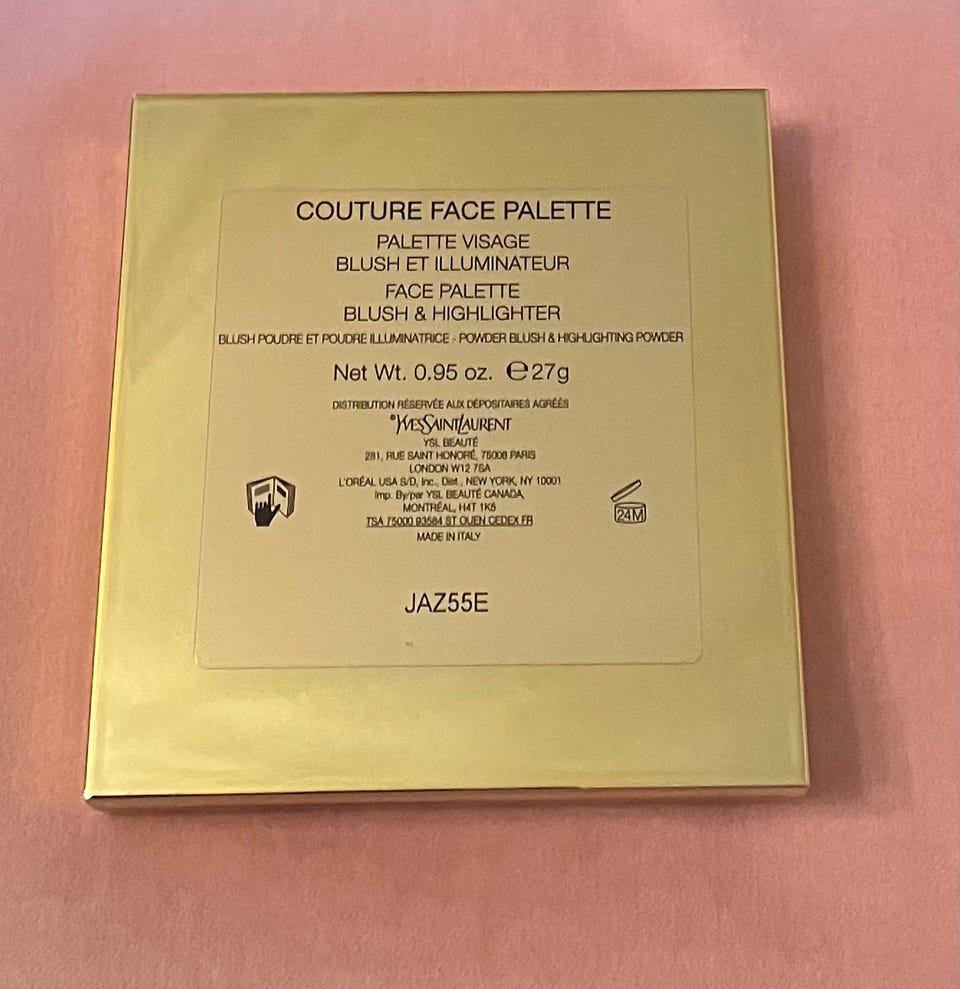 COUTURE FACE PALETTE
PALETTE VISAGE
BLUSH ET ILLUMINATEUR
FACE PALETTE
BLUSH & HIGHLIGHTER
BLUSH POUDRE ET POUDRE ILLUMINATRICE - POWDER BLUSH & HIGHLIGHTING POWDER
Net Wt. 0.95 oz. ℮27g
DISTRIBUTION RÉSERVÉE AUX DÉPOSITAIRES AGRÉÉS
YVESSAINTLAURENT
YSL BEAUTÉ
281, RUE SAINT HONORÉ, 75008 PARIS
LONDON W12 7SA
L'ORÉAL USA S/D, Inc., Dist., NEW YORK, NY 10001
Imp. By/par YSL BEAUTÉ CANADA,
MONTRÉAL, H4T 1K5
TSA 75000 93584 ST OUEN CEDEX FR
24M
MADE IN ITALY
JAZ55E